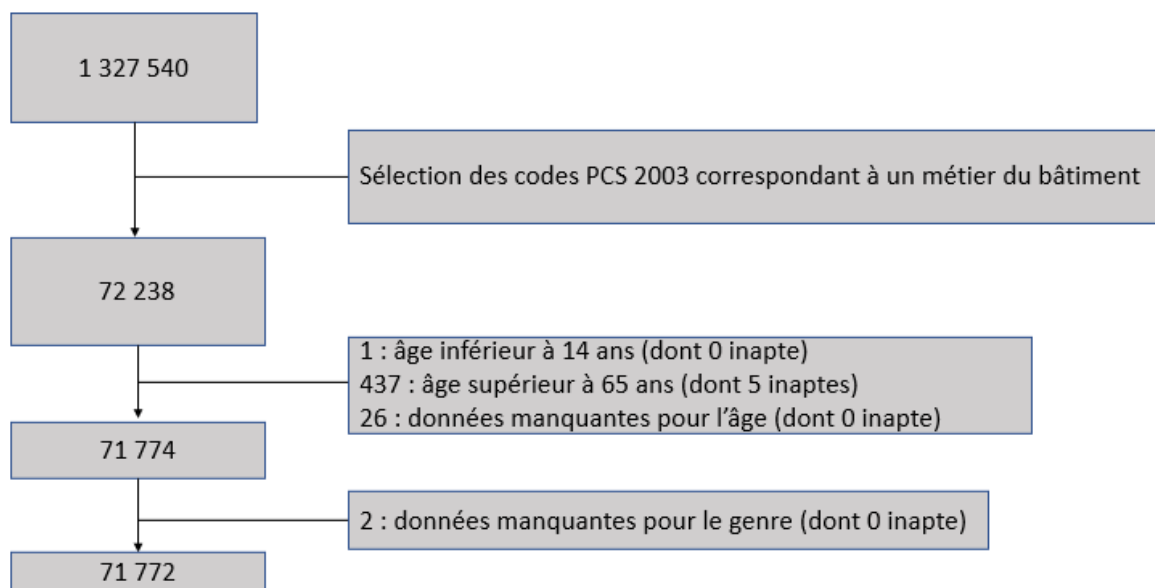 1 327 540
Sélection des codes PCS 2003 correspondant à un métier du bâtiment
72 238
1 : âge inférieur à 14 ans (dont 0 inapte)
437 : âge supérieur à 65 ans (dont 5 inaptes)
26 : données manquantes pour l’âge (dont 0 inapte)
71 774
2 : données manquantes pour le genre (dont 0 inapte)
71 772